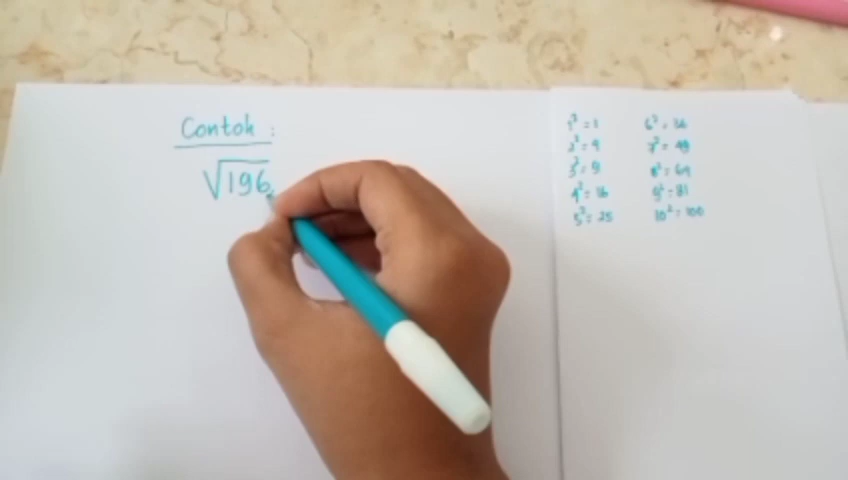 Contoh :
√196
1² = 1
2² = 4
3² = 9
4² = 16
5² = 25
6² = 36
7² = 49
8² = 64
9² = 81
10² = 100